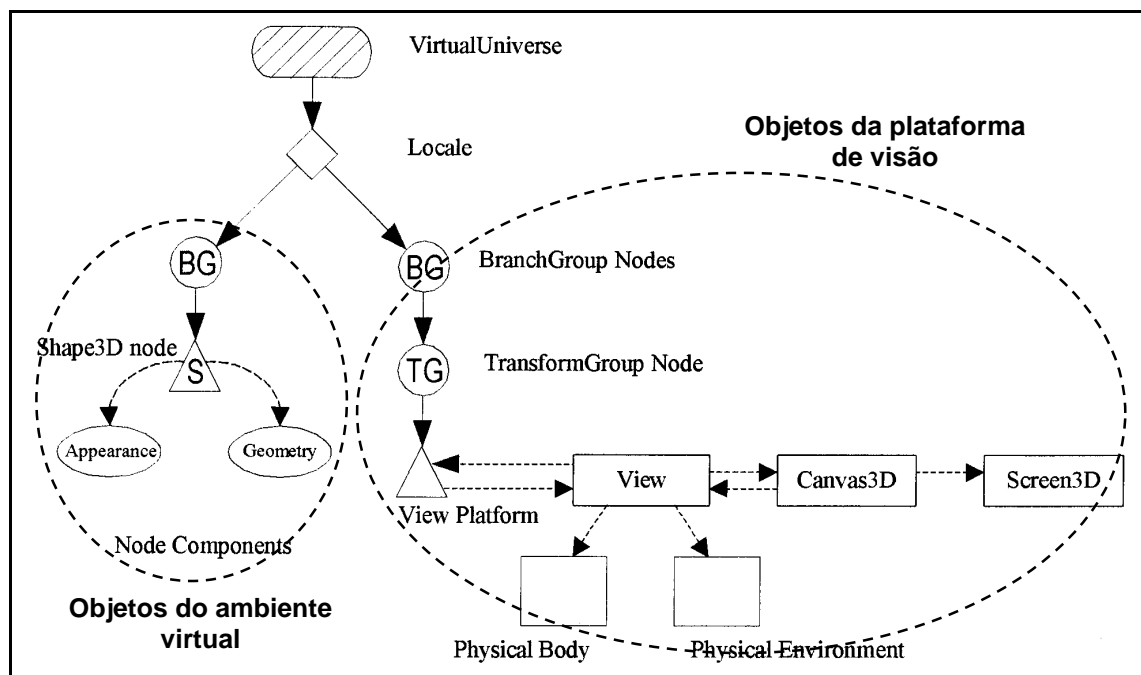 VirtualUniverse
Locale
Objetos da plataforma
de visão
BG
BG
BranchGroup Nodes
Shape3D node
S
TG
TransformGroup Node
Appearance
Geometry
View
Canvas3D
Screen3D
View Platform
Node Components
Objetos do ambiente
virtual
Physical Body
Physical Environment